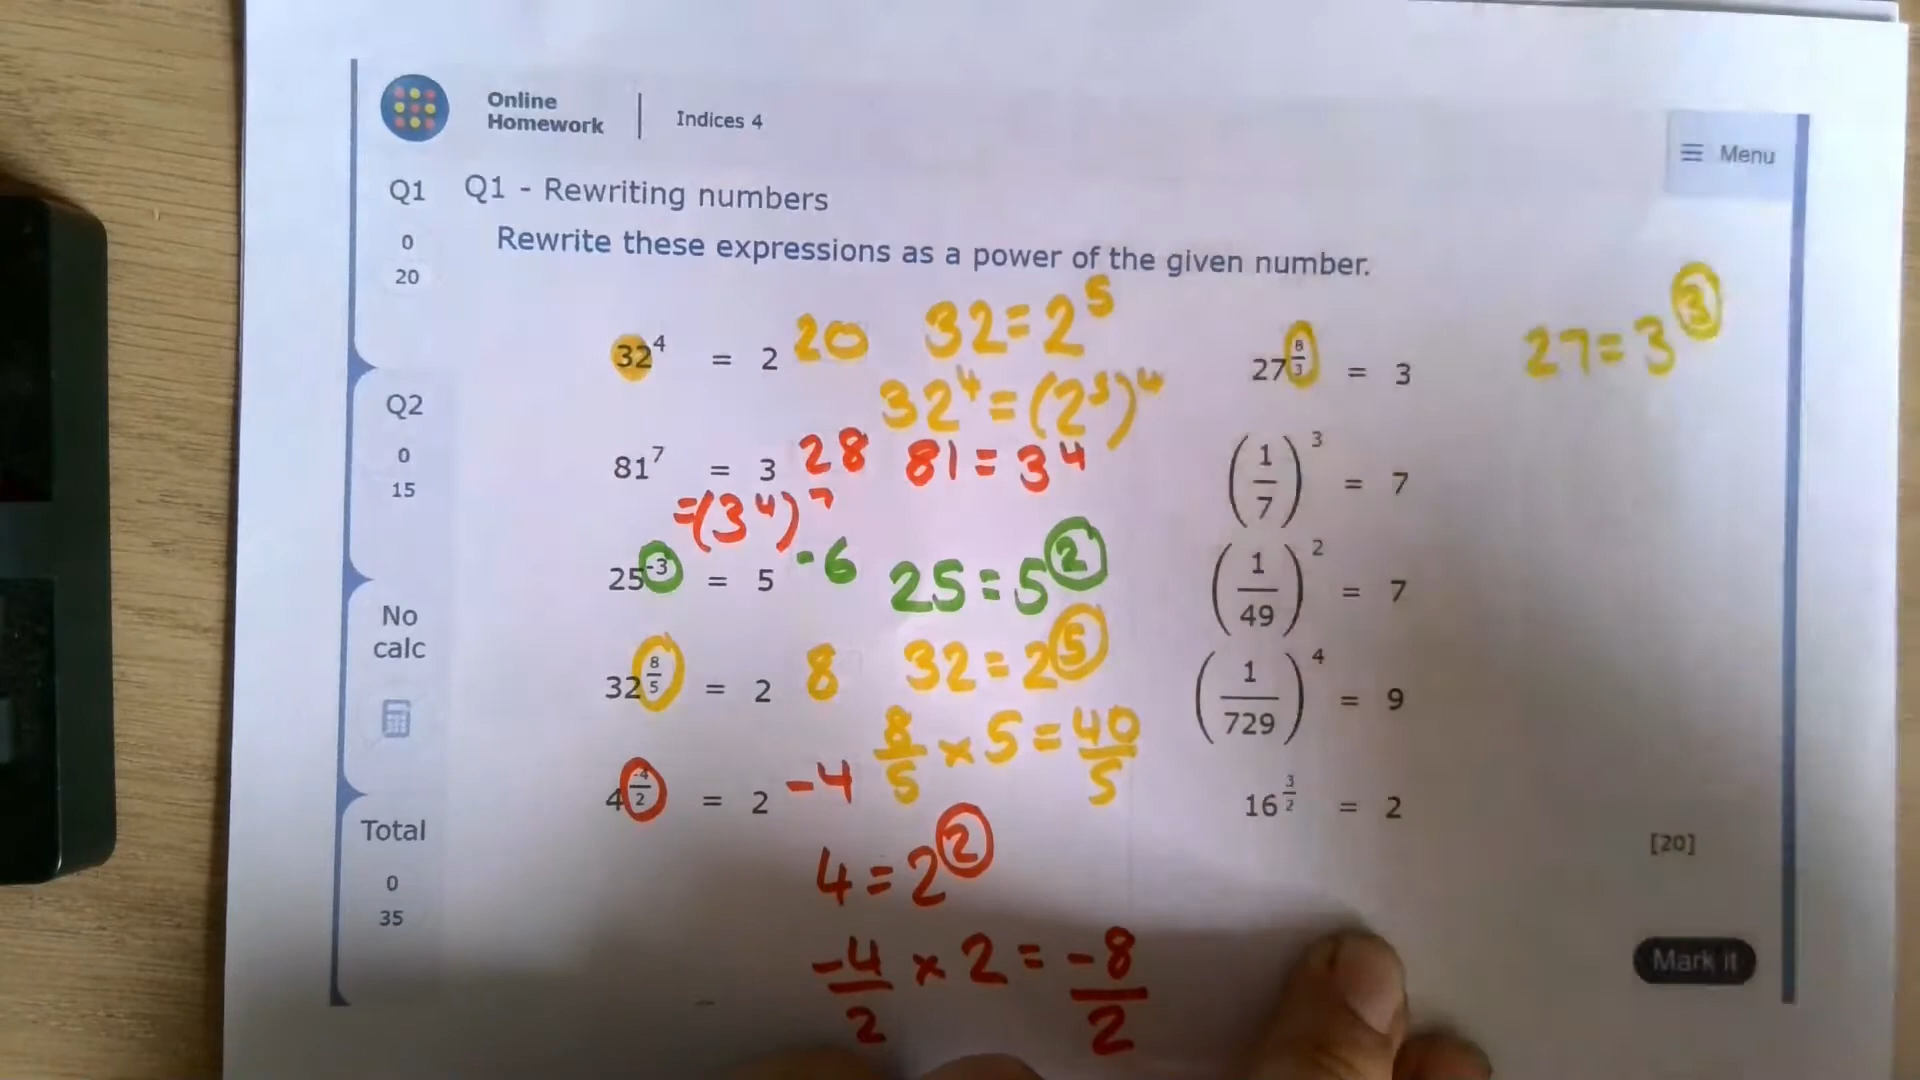 Online
Homework
Indices 4
Menu
Q1
0
20
Q2
0
15
No
calc
Total
0
35
Q1 - Rewriting numbers
Rewrite these expressions as a power of the given number.
32⁴ = 2 20 32=2⁵
32⁴=(2⁵)⁴
81⁷ = 3 28 81=3⁴
=(3⁴)⁷
25⁻³ = 5 -6 25=5²
32^(8/5) = 2 8 32=2⁵
8/5 × 5=40/5
4^(-4/2) = 2 -4
4=2²
-4/2 × 2=-8/2
27^(8/3) = 3 27=3³
(1/7)³ = 7
(1/49)² = 7
(1/729)⁴ = 9
16^(3/2) = 2
[20]
Mark it